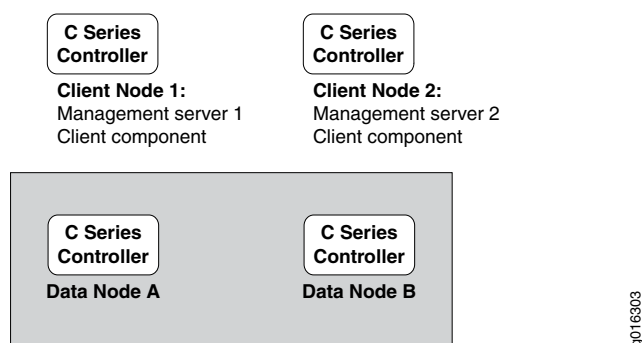 C Series
Controller
Client Node 1:
Management server 1
Client component
C Series
Controller
Client Node 2:
Management server 2
Client component
C Series
Controller
Data Node A
C Series
Controller
Data Node B
g016303